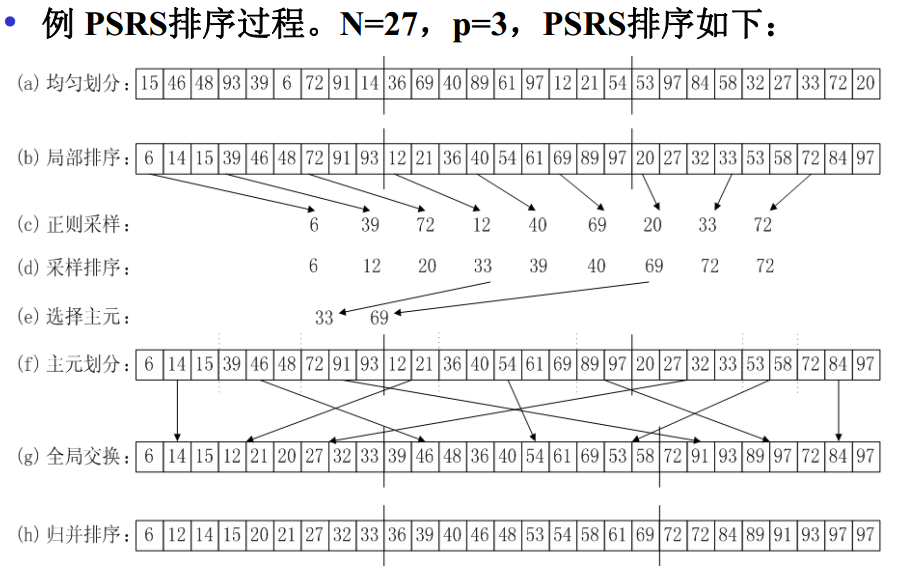 • 例 PSRS排序过程。N=27，p=3，PSRS排序如下：
(a) 均匀划分： 15 46 48 93 39 6 72 91 14 36 69 40 89 61 97 12 21 54 53 97 84 58 32 27 33 72 20
(b) 局部排序： 6 14 15 39 46 48 72 91 93 12 21 36 40 54 61 69 89 97 20 27 32 33 53 58 72 84 97
(c) 正则采样： 6 39 72 12 40 69 20 33 72
(d) 采样排序： 6 12 20 33 39 40 69 72 72
(e) 选择主元： 33 69
(f) 主元划分： 6 14 15 39 46 48 72 91 93 12 21 36 40 54 61 69 89 97 20 27 32 33 53 58 72 84 97
(g) 全局交换： 6 14 15 12 21 20 27 32 33 39 46 48 36 40 54 61 69 53 58 72 91 93 89 97 72 84 97
(h) 归并排序： 6 12 14 15 20 21 27 32 33 36 39 40 46 48 53 54 58 61 69 72 72 84 89 91 93 97 97